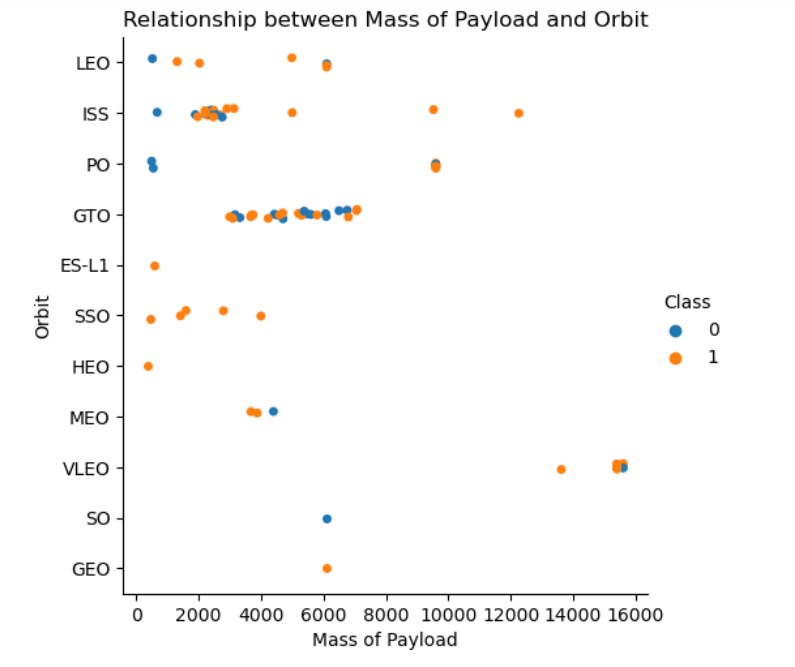 Relationship between Mass of Payload and Orbit
LEO
ISS
PO
GTO
ES-L1
SSO
HEO
MEO
VLEO
SO
GEO
Orbit
0 2000 4000 6000 8000 10000 12000 14000 16000
Mass of Payload
Class
0
1